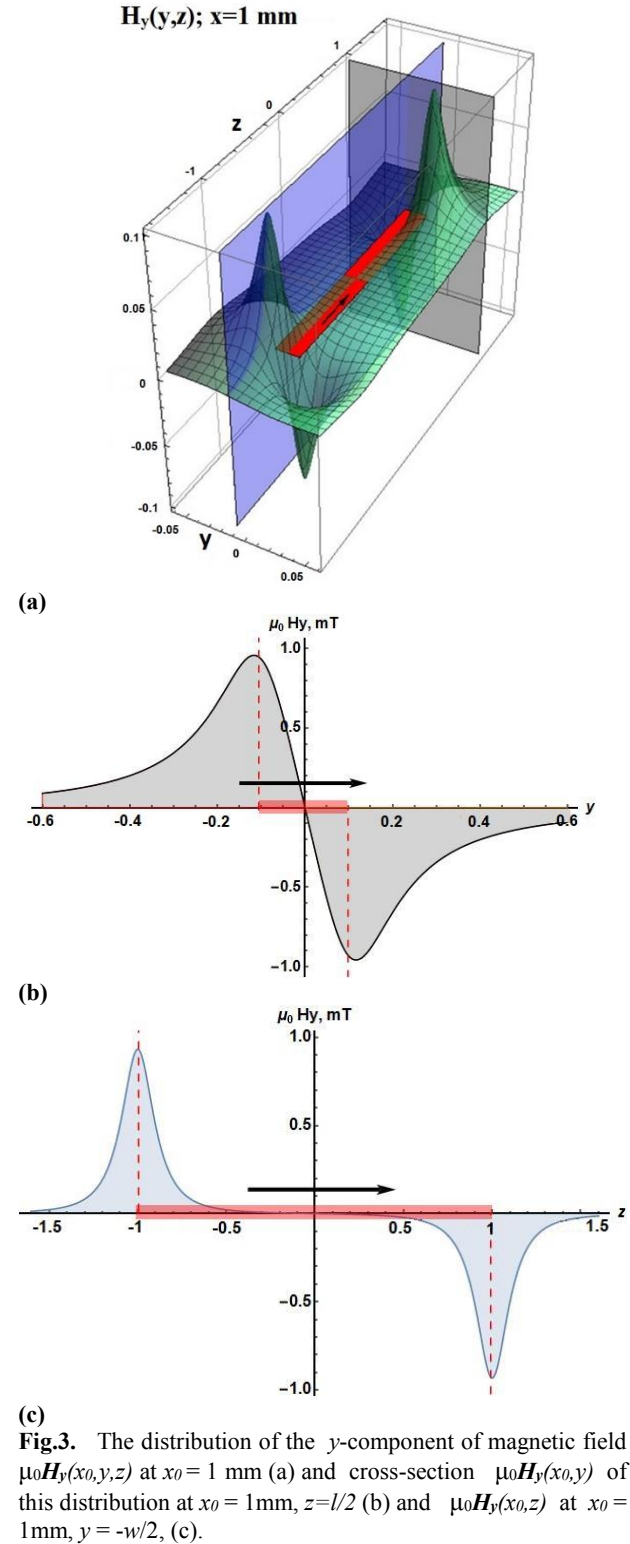 H_y(y,z); x=1 mm
1
0
z
-1
0.1
0.05
0
-0.05
-0.1
-0.05
y
0
0.05
(a)
μ₀ Hy, mT
1.0
0.5
-0.6 -0.4 -0.2 0.2 0.4 0.6 y
-0.5
-1.0
(b)
μ₀ Hy, mT
1.0
0.5
-1.5 -1 -0.5 0.5 1 1.5 z
-0.5
-1.0
(c)
Fig.3. The distribution of the y-component of magnetic field
μ₀H_y(x₀,y,z) at x₀ = 1 mm (a) and cross-section μ₀H_y(x₀,y) of
this distribution at x₀ = 1mm, z=l/2 (b) and μ₀H_y(x₀,z) at x₀ =
1mm, y = -w/2, (c).